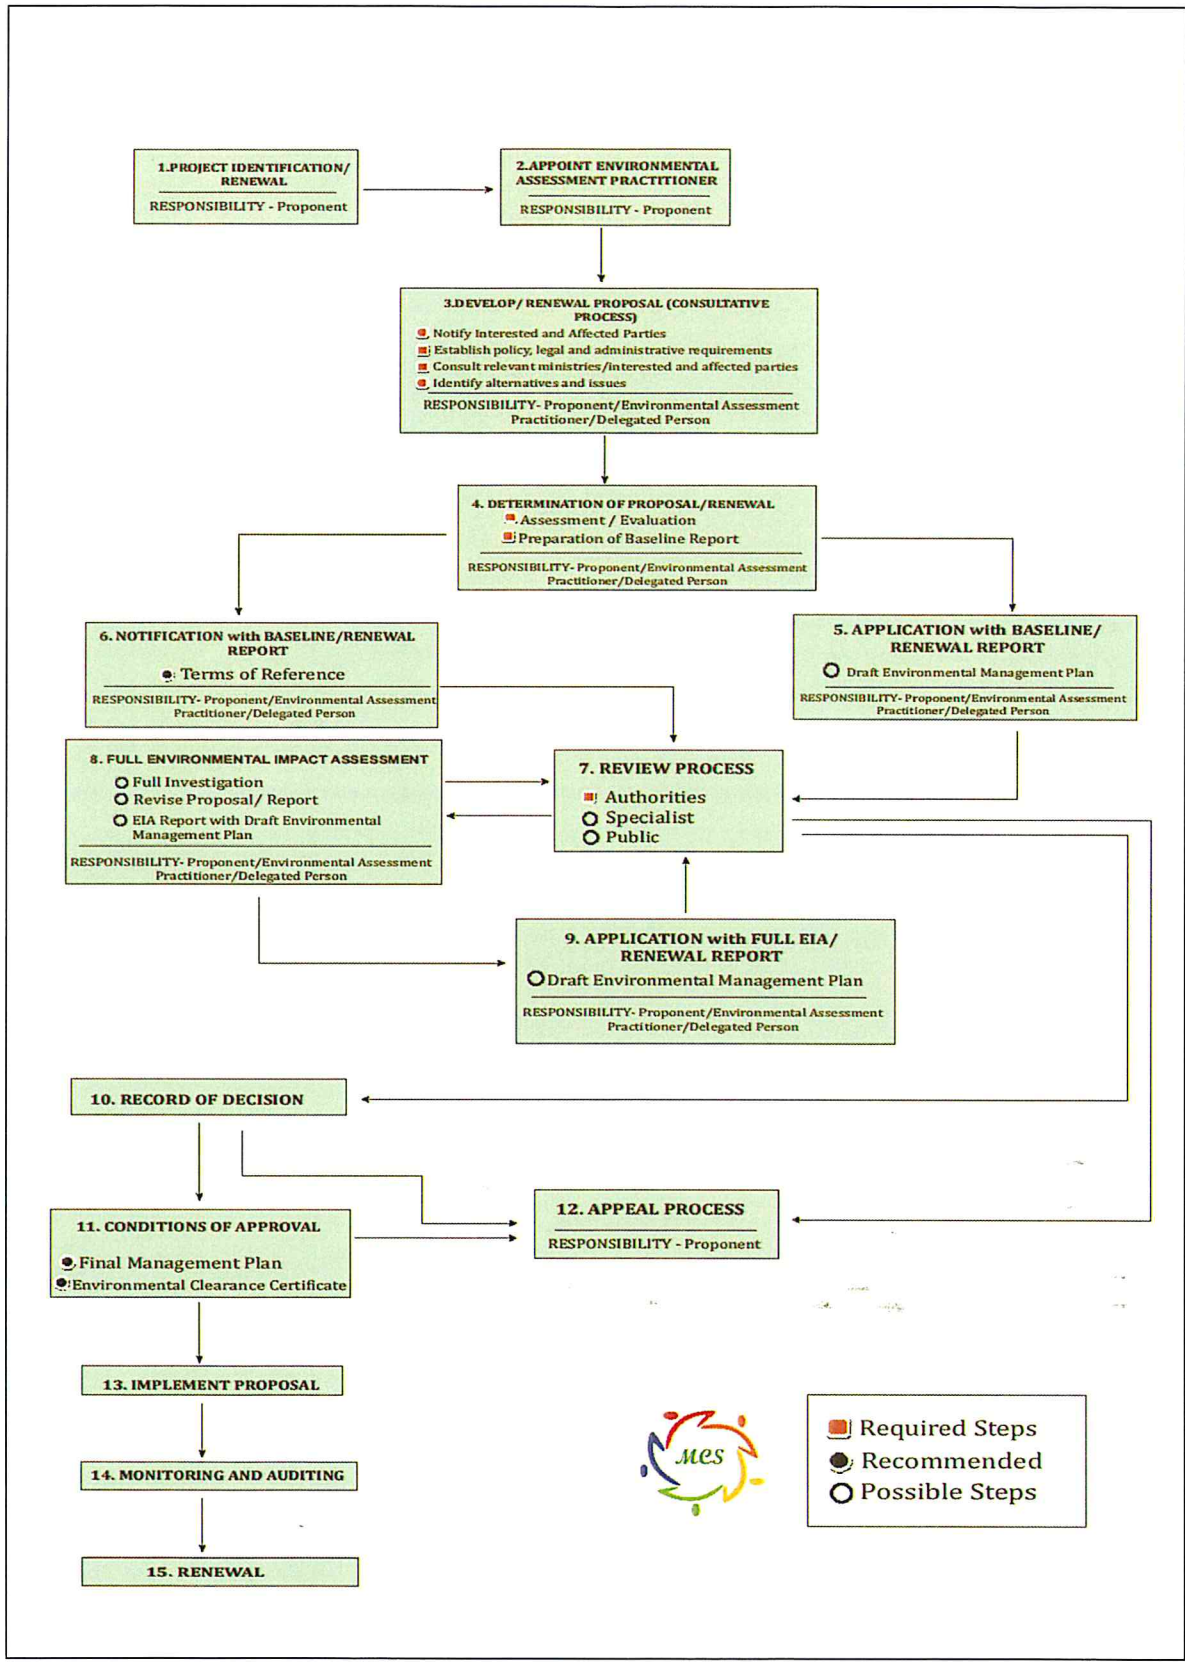 1.PROJECT IDENTIFICATION/
RENEWAL
RESPONSIBILITY - Proponent
2.APPOINT ENVIRONMENTAL
ASSESSMENT PRACTITIONER
RESPONSIBILITY - Proponent
3.DEVELOP/ RENEWAL PROPOSAL (CONSULTATIVE
PROCESS)
Notify Interested and Affected Parties
Establish policy, legal and administrative requirements
Consult relevant ministries/interested and affected parties
Identify alternatives and issues
RESPONSIBILITY- Proponent/Environmental Assessment
Practitioner/Delegated Person
4. DETERMINATION OF PROPOSAL/RENEWAL
Assessment / Evaluation
Preparation of Baseline Report
RESPONSIBILITY- Proponent/Environmental Assessment
Practitioner/Delegated Person
6. NOTIFICATION with BASELINE/RENEWAL
REPORT
Terms of Reference
RESPONSIBILITY- Proponent/Environmental Assessment
Practitioner/Delegated Person
5. APPLICATION with BASELINE/
RENEWAL REPORT
Draft Environmental Management Plan
RESPONSIBILITY- Proponent/Environmental Assessment
Practitioner/Delegated Person
8. FULL ENVIRONMENTAL IMPACT ASSESSMENT
Full Investigation
Revise Proposal/ Report
EIA Report with Draft Environmental
Management Plan
RESPONSIBILITY- Proponent/Environmental Assessment
Practitioner/Delegated Person
7. REVIEW PROCESS
Authorities
Specialist
Public
9. APPLICATION with FULL EIA/
RENEWAL REPORT
Draft Environmental Management Plan
RESPONSIBILITY- Proponent/Environmental Assessment
Practitioner/Delegated Person
10. RECORD OF DECISION
11. CONDITIONS OF APPROVAL
Final Management Plan
Environmental Clearance Certificate
12. APPEAL PROCESS
RESPONSIBILITY - Proponent
13. IMPLEMENT PROPOSAL
14. MONITORING AND AUDITING
15. RENEWAL
MCS
Required Steps
Recommended
Possible Steps